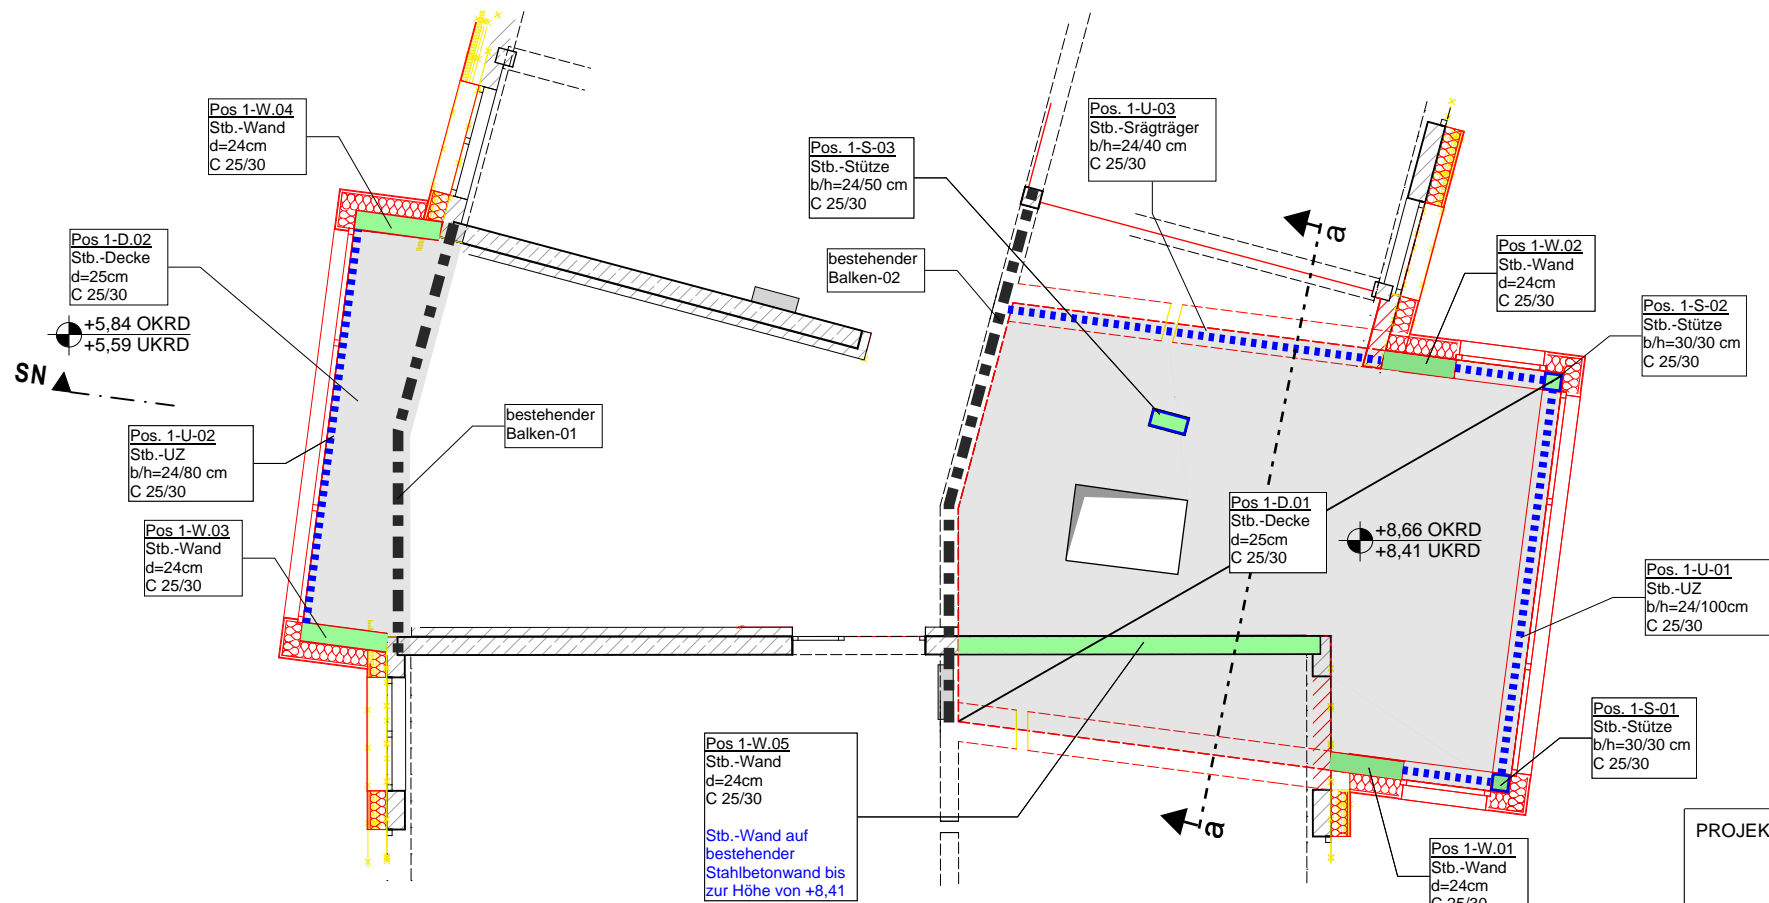 Pos 1-W.04
Stb.-Wand
d=24cm
C 25/30
Pos 1-D.02
Stb.-Decke
d=25cm
C 25/30
+5,84 OKRD
+5,59 UKRD
SN
Pos. 1-U-02
Stb.-UZ
b/h=24/80 cm
C 25/30
Pos 1-W.03
Stb.-Wand
d=24cm
C 25/30
bestehender
Balken-01
Pos. 1-S-03
Stb.-Stütze
b/h=24/50 cm
C 25/30
bestehender
Balken-02
Pos 1-U-03
Stb.-Srägträger
b/h=24/40 cm
C 25/30
a
Pos 1-W.02
Stb.-Wand
d=24cm
C 25/30
Pos. 1-S-02
Stb.-Stütze
b/h=30/30 cm
C 25/30
Pos 1-D.01
Stb.-Decke
d=25cm
C 25/30
+8,66 OKRD
+8,41 UKRD
Pos. 1-U-01
Stb.-UZ
b/h=24/100cm
C 25/30
Pos. 1-S-01
Stb.-Stütze
b/h=30/30 cm
C 25/30
Pos 1-W.05
Stb.-Wand
d=24cm
C 25/30
Stb.-Wand auf
bestehender
Stahlbetonwand bis
zur Höhe von +8,41
a
Pos 1-W.01
Stb.-Wand
d=24cm
C 25/30
PROJEK